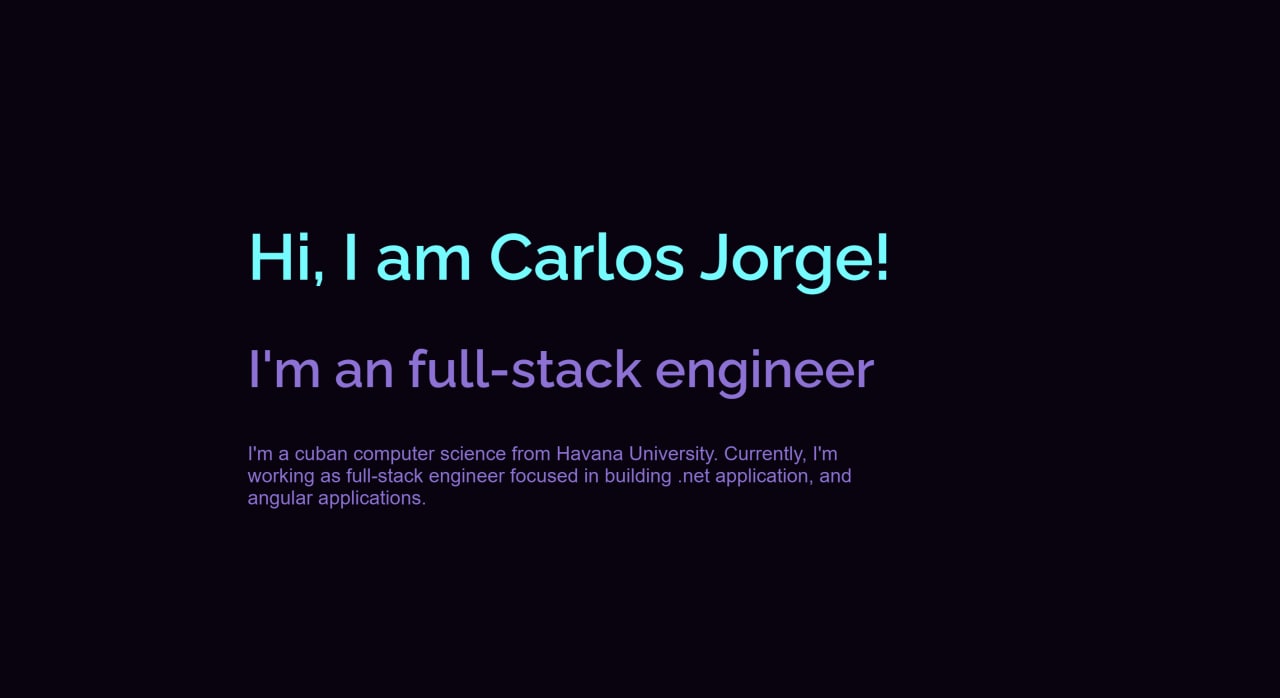 Hi, I am Carlos Jorge!
I'm an full-stack engineer
I'm a cuban computer science from Havana University. Currently, I'm
working as full-stack engineer focused in building .net application, and
angular applications.